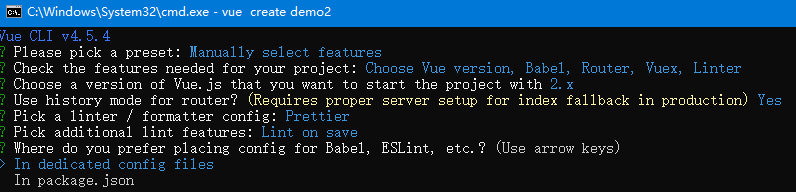 C:\Windows\System32\cmd.exe - vue  create demo2
Vue CLI v4.5.4
? Please pick a preset: Manually select features
? Check the features needed for your project: Choose Vue version, Babel, Router, Vuex, Linter
? Choose a version of Vue.js that you want to start the project with 2.x
? Use history mode for router? (Requires proper server setup for index fallback in production) Yes
? Pick a linter / formatter config: Prettier
? Pick additional lint features: Lint on save
? Where do you prefer placing config for Babel, ESLint, etc.? (Use arrow keys)
> In dedicated config files
In package.json